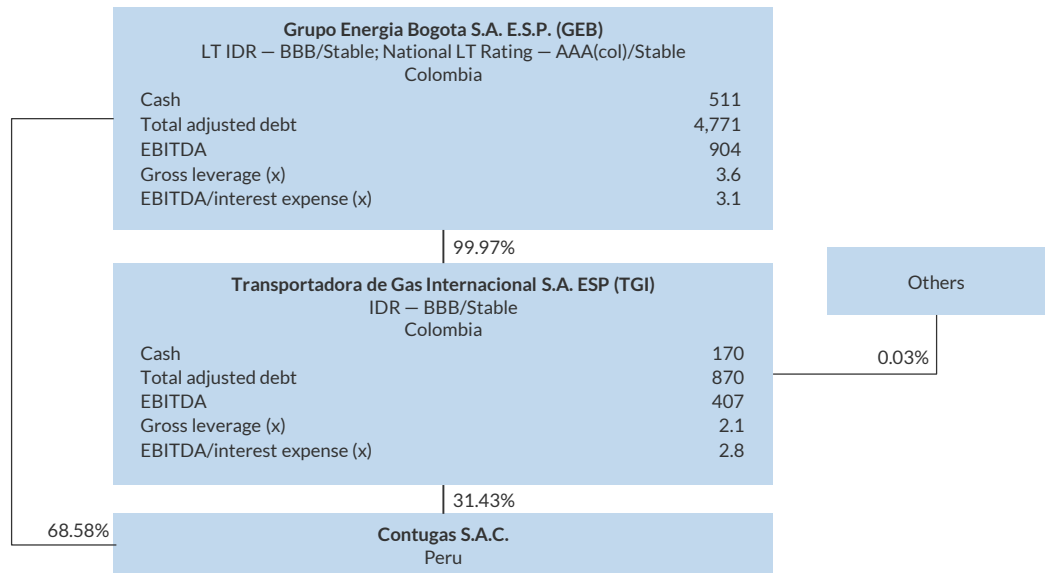 Grupo Energia Bogota S.A. E.S.P. (GEB)
LT IDR — BBB/Stable; National LT Rating — AAA(col)/Stable
Colombia
Cash 511
Total adjusted debt 4,771
EBITDA 904
Gross leverage (x) 3.6
EBITDA/interest expense (x) 3.1
99.97%
Transportadora de Gas Internacional S.A. ESP (TGI)
IDR — BBB/Stable
Colombia
Cash 170
Total adjusted debt 870
EBITDA 407
Gross leverage (x) 2.1
EBITDA/interest expense (x) 2.8
Others
0.03%
31.43%
68.58%
Contugas S.A.C.
Peru